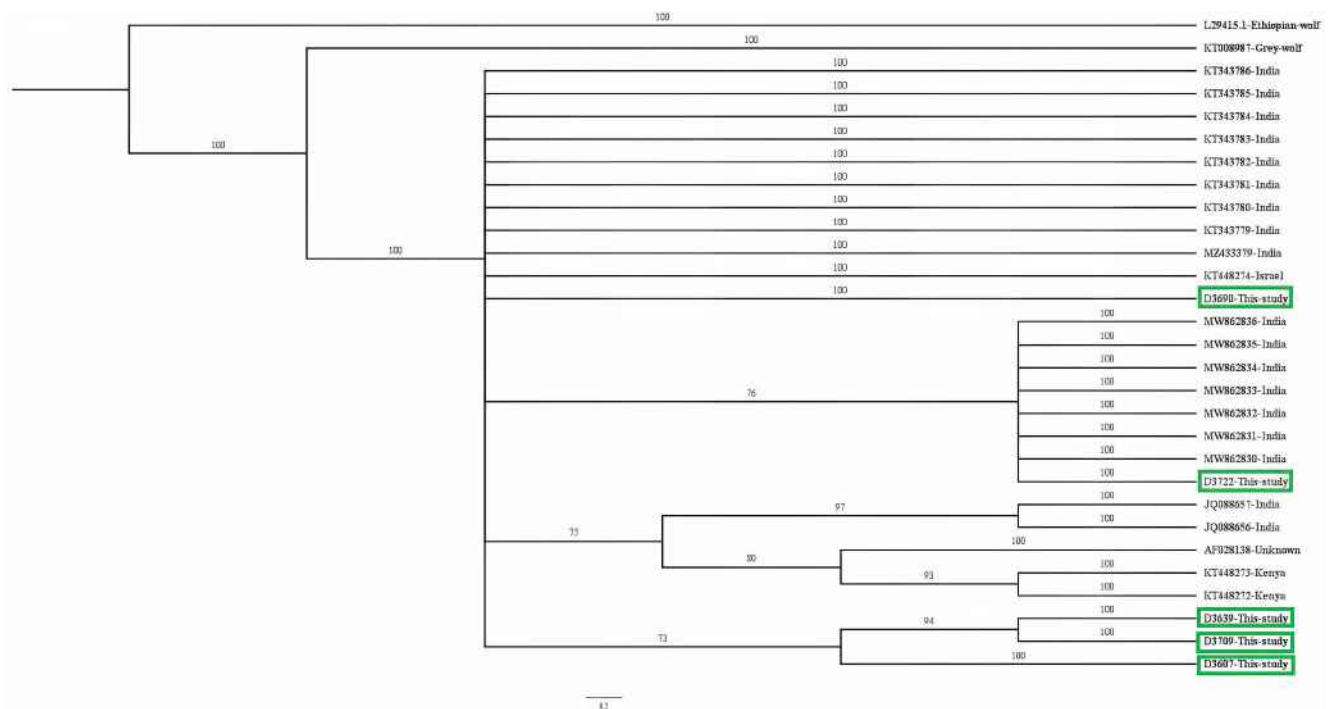 100
L29415.1-Ethiopian-wolf
100
KT008987-Grey-wolf
100
KT343786-India
100
KT343785-India
100
KT343784-India
100
KT343783-India
100
100
KT343782-India
100
KT343781-India
100
KT343780-India
100
KT343779-India
100
100
MZ433379-India
100
KT448274-Israel
100
D3690-This-study
100
MW862836-India
100
MW862835-India
100
MW862834-India
100
MW862833-India
76
100
MW862832-India
100
MW862831-India
100
MW862830-India
100
D3722-This-study
100
JQ088657-India
97
100
JQ088656-India
75
100
AF028138-Unknown
80
100
KT448273-Kenya
93
100
KT448272-Kenya
100
D3639-This-study
94
100
D3709-This-study
73
100
D3607-This-study